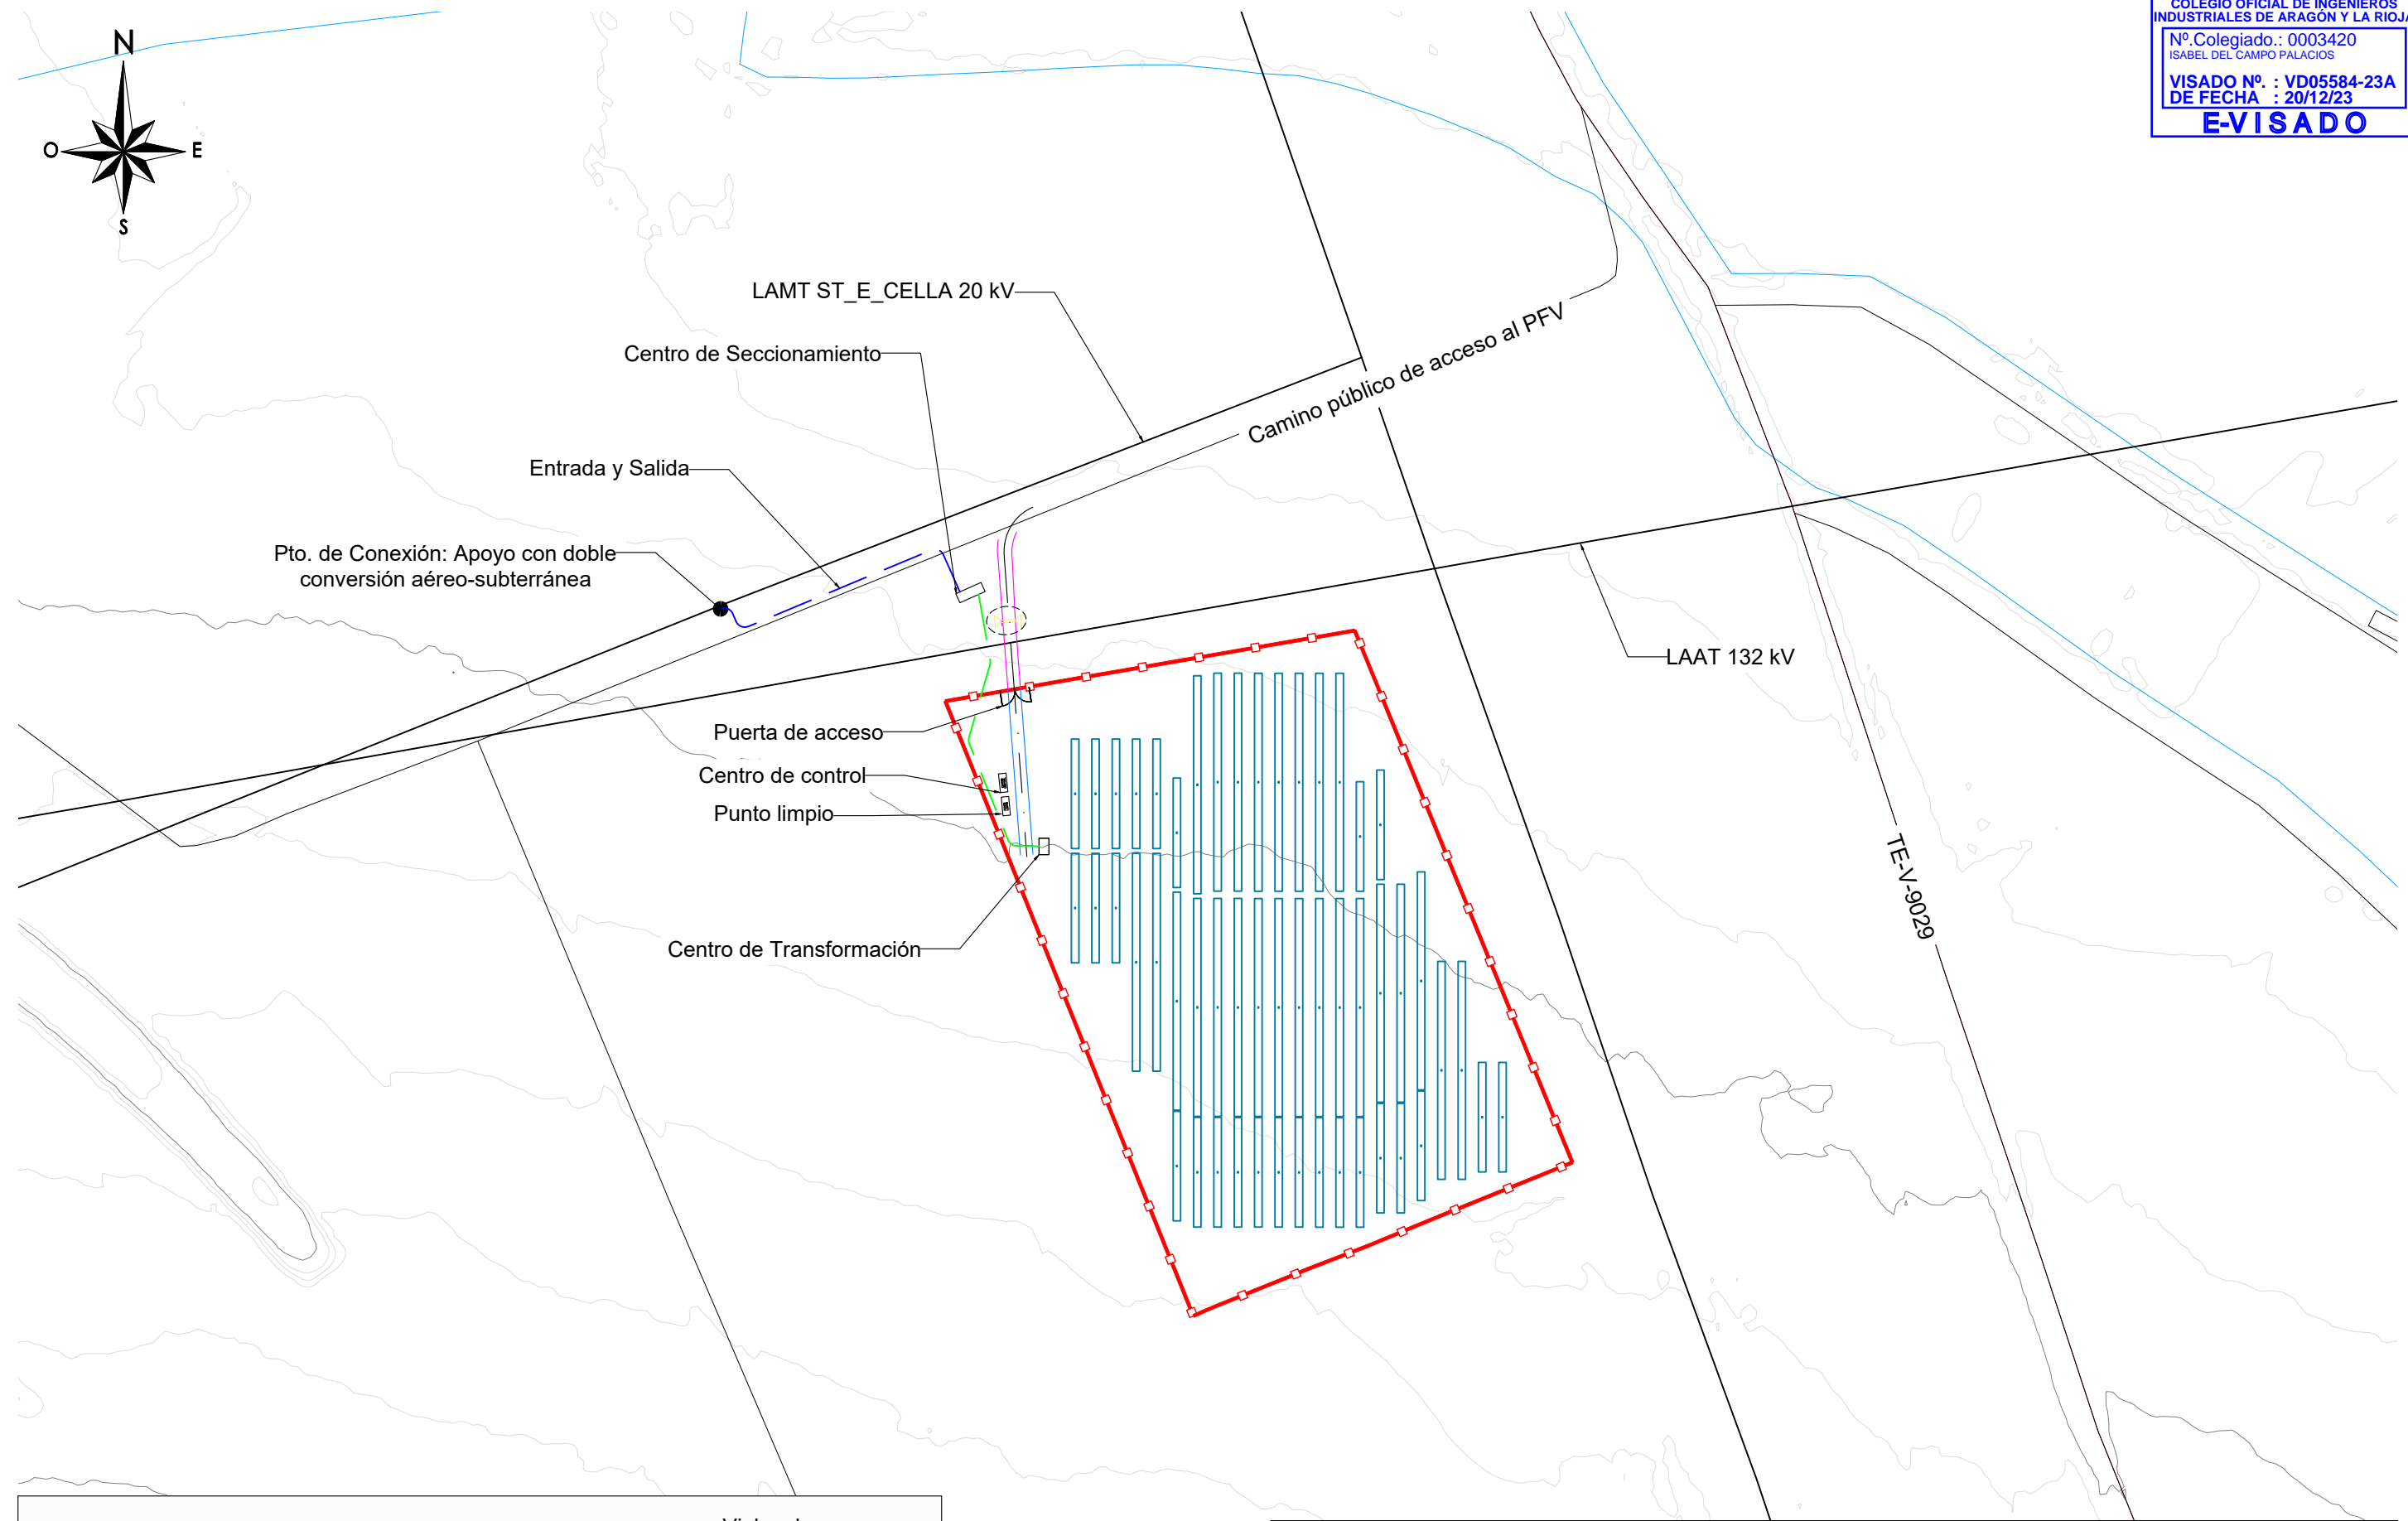 COLEGIO OFICIAL DE INGENIEROS
INDUSTRIALES DE ARAGÓN Y LA RIOJA
Nº.Colegiado.: 0003420
ISABEL DEL CAMPO PALACIOS
VISADO Nº. : VD05584-23A
DE FECHA : 20/12/23
E-VISADO
N
O
E
S
LAMT ST_E_CELLA 20 kV
Centro de Seccionamiento
Camino público de acceso al PFV
Entrada y Salida
Pto. de Conexión: Apoyo con doble
conversión aéreo-subterránea
LAAT 132 kV
Puerta de acceso
Centro de control
Punto limpio
TE-V-9029
Centro de Transformación